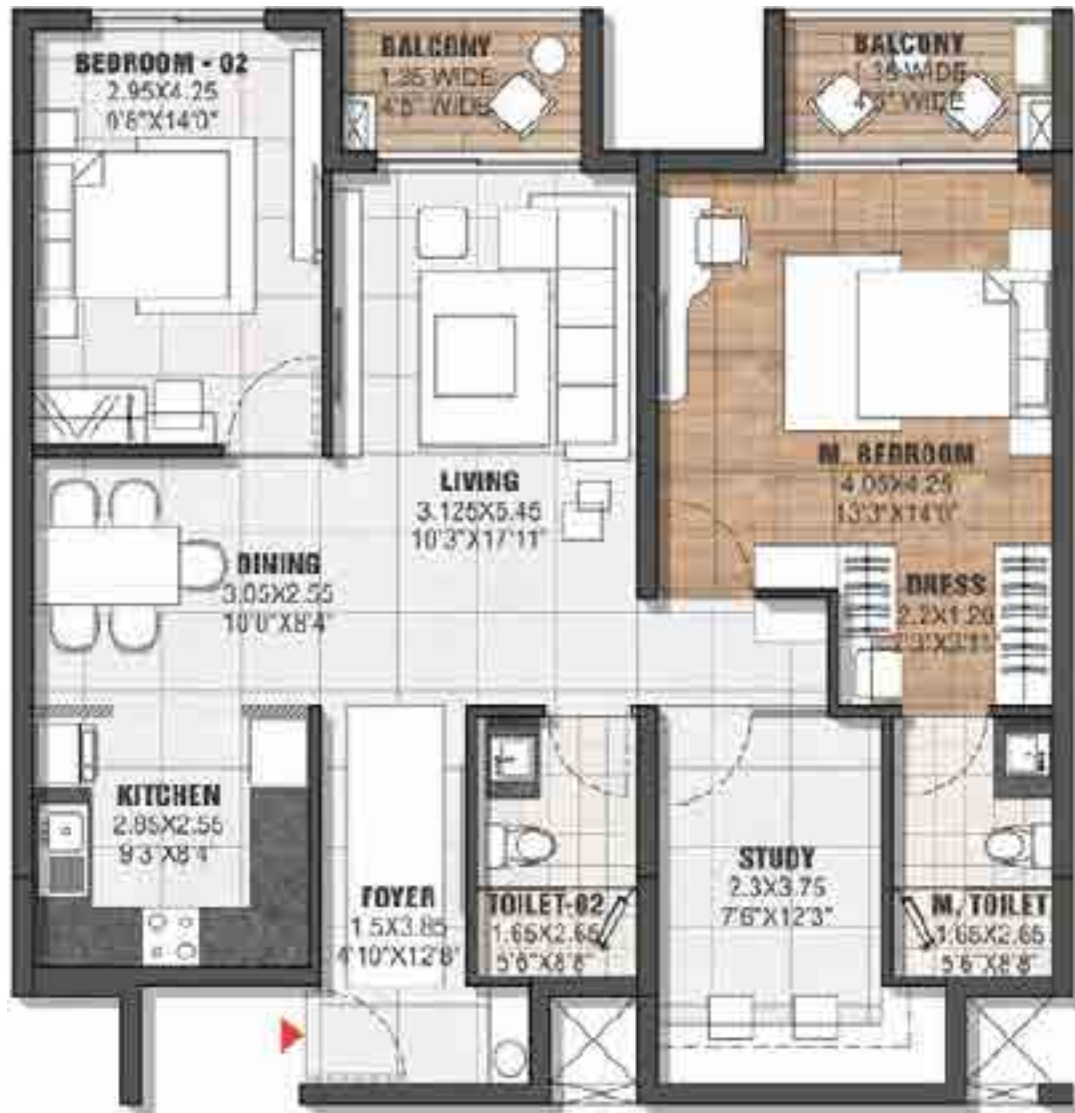 BEDROOM - 02
2.95X4.25
9'8"X14'0"
BALCONY
1.35 WIDE
4'5" WIDE
BALCONY
1.35 WIDE
4'5" WIDE
LIVING
3.125X5.45
10'3"X17'11"
M. BEDROOM
4.05X4.25
13'3"X14'0"
DINING
3.05X2.55
10'0"X8'4"
DRESS
2.2X1.20
7'3"X3'11"
KITCHEN
2.85X2.55
9'3"X8'4"
FOYER
1.5X3.85
4'10"X12'8"
TOILET-02
1.65X2.65
5'6"X8'8"
STUDY
2.3X3.75
7'6"X12'3"
M. TOILET
1.65X2.65
5'6"X8'8"